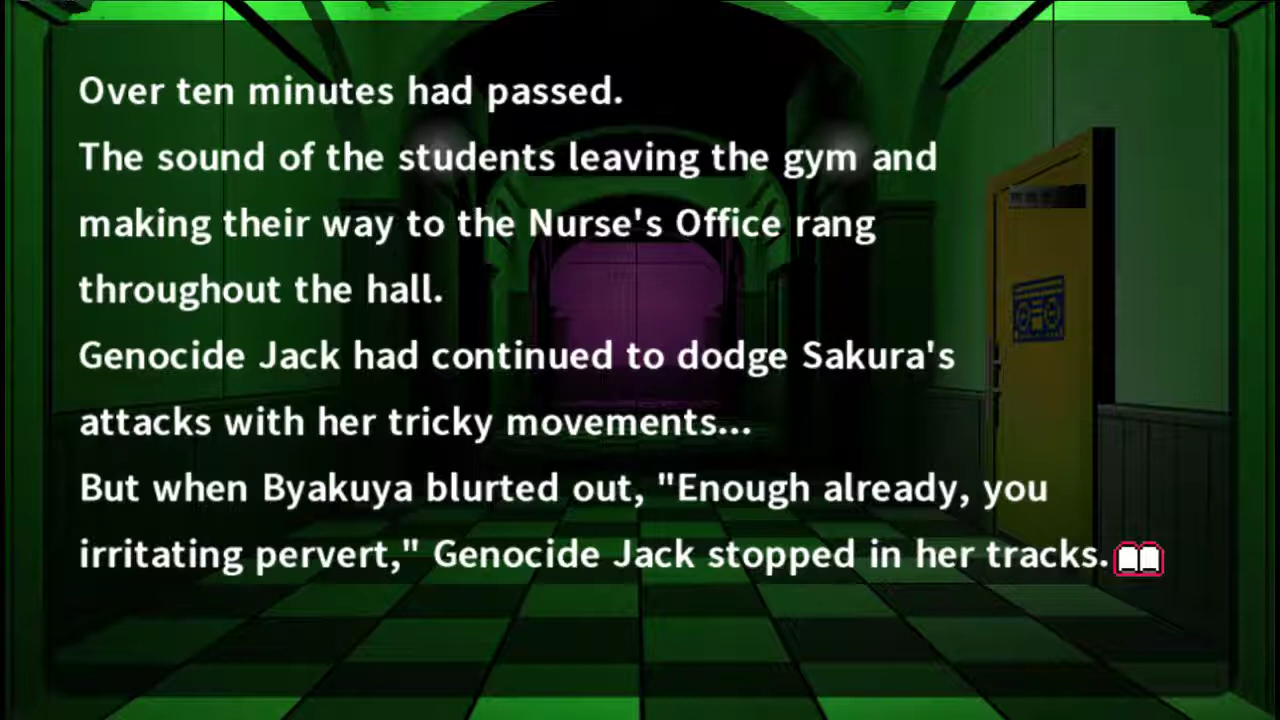 Over ten minutes had passed.
The sound of the students leaving the gym and
making their way to the Nurse's Office rang
throughout the hall.
Genocide Jack had continued to dodge Sakura's
attacks with her tricky movements...
But when Byakuya blurted out, "Enough already, you
irritating pervert," Genocide Jack stopped in her tracks.